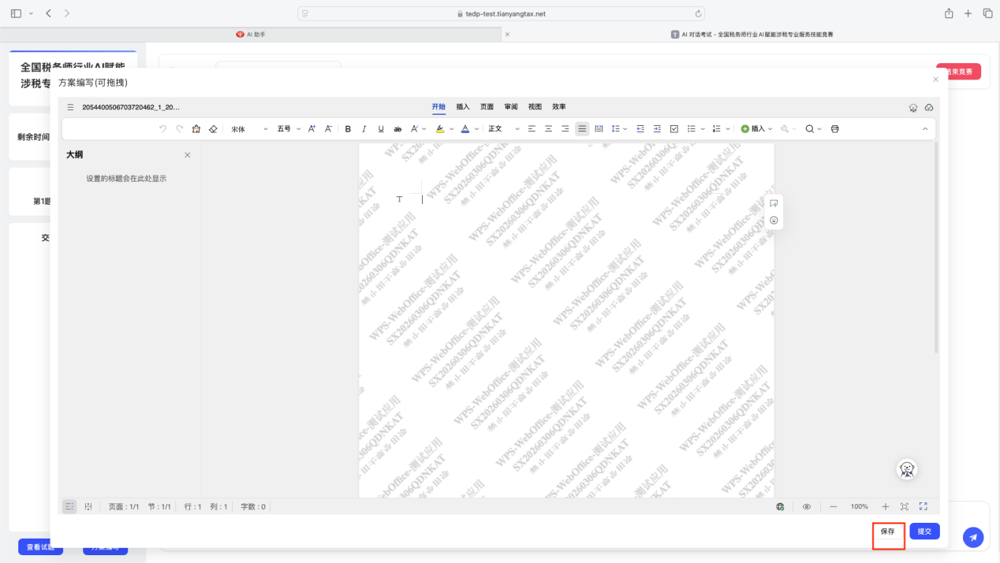 tedp-test.tianyangtax.net
AI 助手
AI 对话考试 - 全国税务师行业AI赋能涉税专业服务技能竞赛
全国税务师行业AI赋能
涉税专
方案编写(可拖拽)
束竞赛
2054400506703720462_1_20...
开始 插入 页面 审阅 视图 效率
宋体 五号 正文 插入
剩余时间
大纲
设置的标题会在此处显示
第1题
交
WPS-WebOffice-测试应用
SX20260306QDNKAT
页面：1/1 节：1/1 行：1 列：1 字数：0
100%
保存 提交
查看试题 方案编写